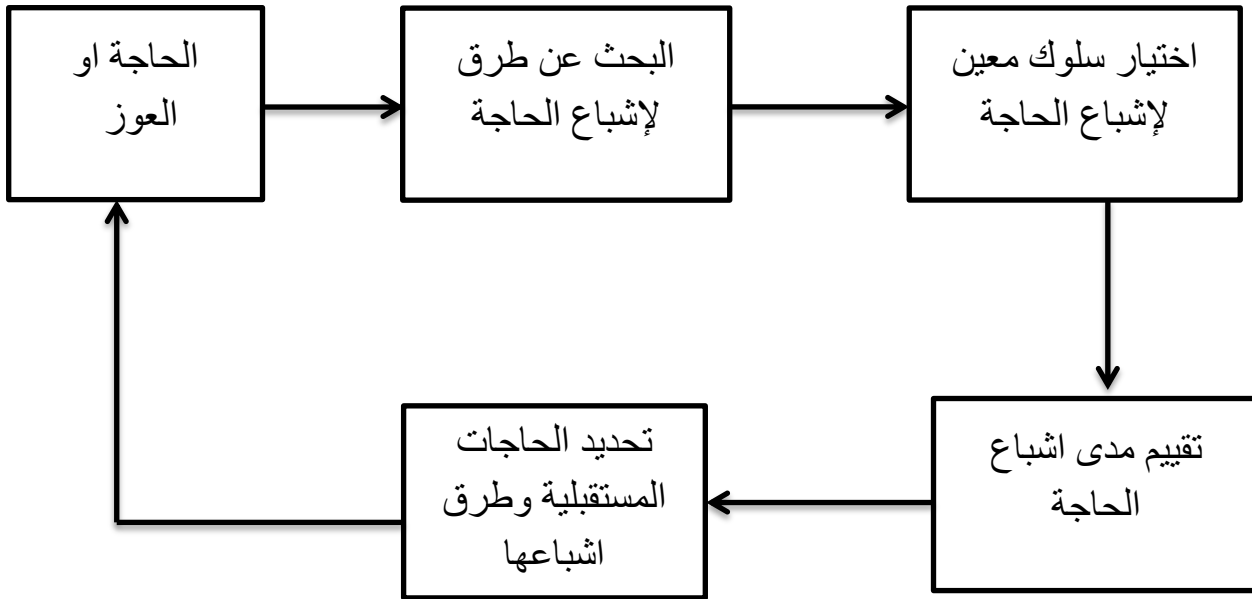 الحاجة او
العوز
البحث عن طرق
لإشباع الحاجة
اختيار سلوك معين
لإشباع الحاجة
تقييم مدى اشباع
الحاجة
تحديد الحاجات
المستقبلية وطرق
اشباعها